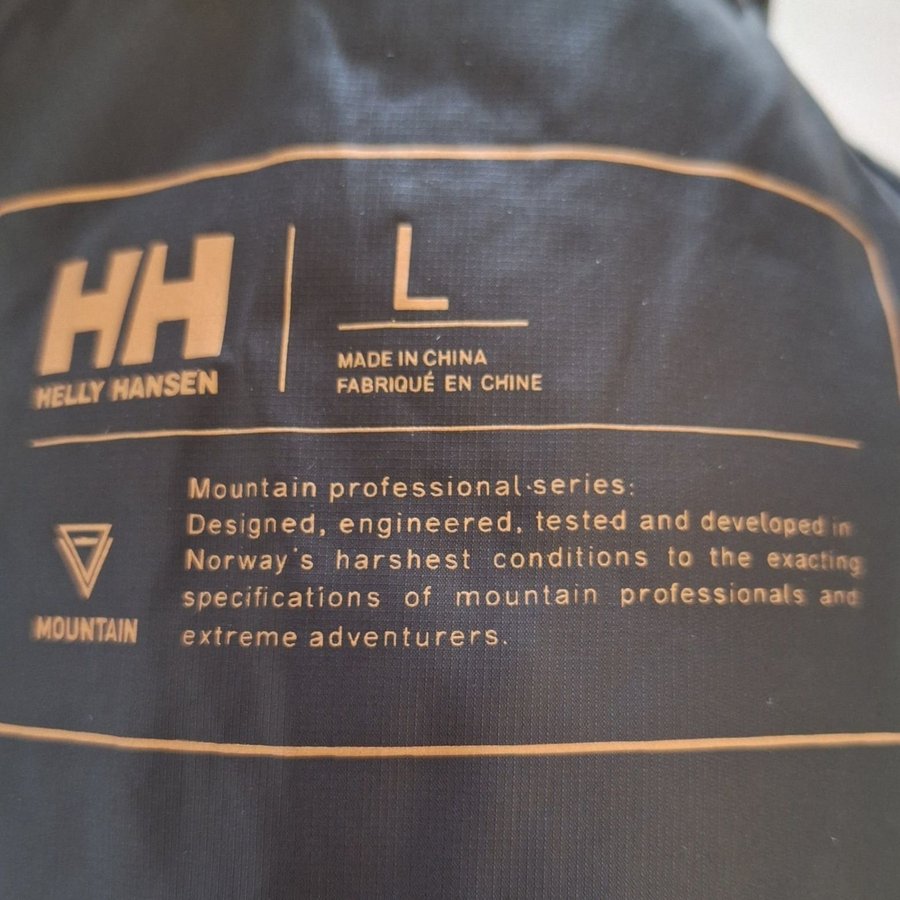 HH
HELLY HANSEN
L
MADE IN CHINA
FABRIQUÉ EN CHINE
Mountain professional series:
Designed, engineered, tested and developed in
Norway's harshest conditions to the exacting
specifications of mountain professionals and
extreme adventurers.
MOUNTAIN